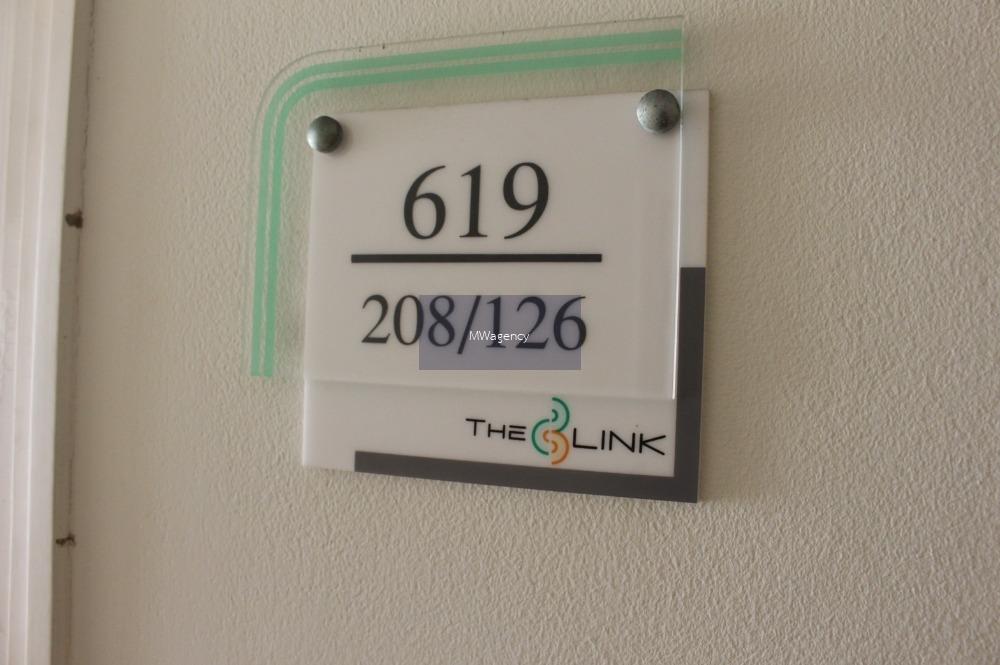 619
208/126
MWagency
THE LINK